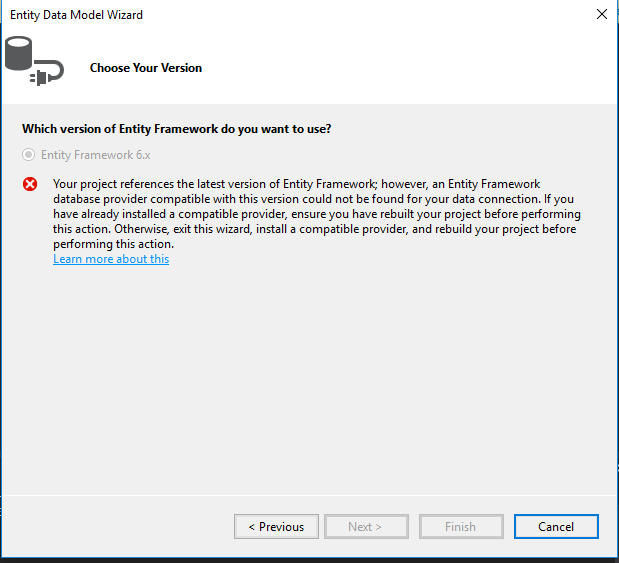 Entity Data Model Wizard
Choose Your Version
Which version of Entity Framework do you want to use?
Entity Framework 6.x
Your project references the latest version of Entity Framework; however, an Entity Framework
database provider compatible with this version could not be found for your data connection. If you
have already installed a compatible provider, ensure you have rebuilt your project before performing
this action. Otherwise, exit this wizard, install a compatible provider, and rebuild your project before
performing this action.
Learn more about this
< Previous
Next >
Finish
Cancel